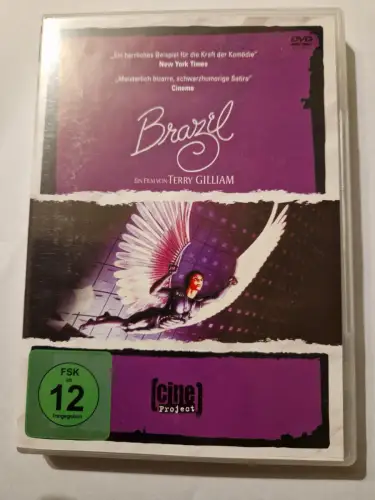 „Ein herrliches Beispiel für die Kraft der Komödie"
New York Times
DVD
„Meisterlich bizarre, schwarzhumorige Satire"
Cinema
Brazil
EIN FILM VON TERRY GILLIAM
FSK
ab
12
freigegeben
[cine]
Project